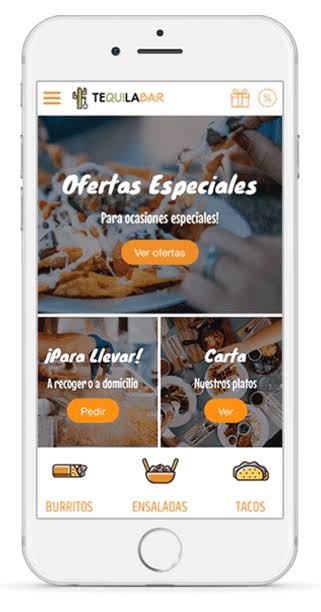 TEQUILABAR
%
Ofertas Especiales
Para ocasiones especiales!
Ver ofertas
¡Para Llevar!
A recoger o a domicilio
Pedir
Carta
Nuestros platos
Ver
BURRITOS
ENSALADAS
TACOS